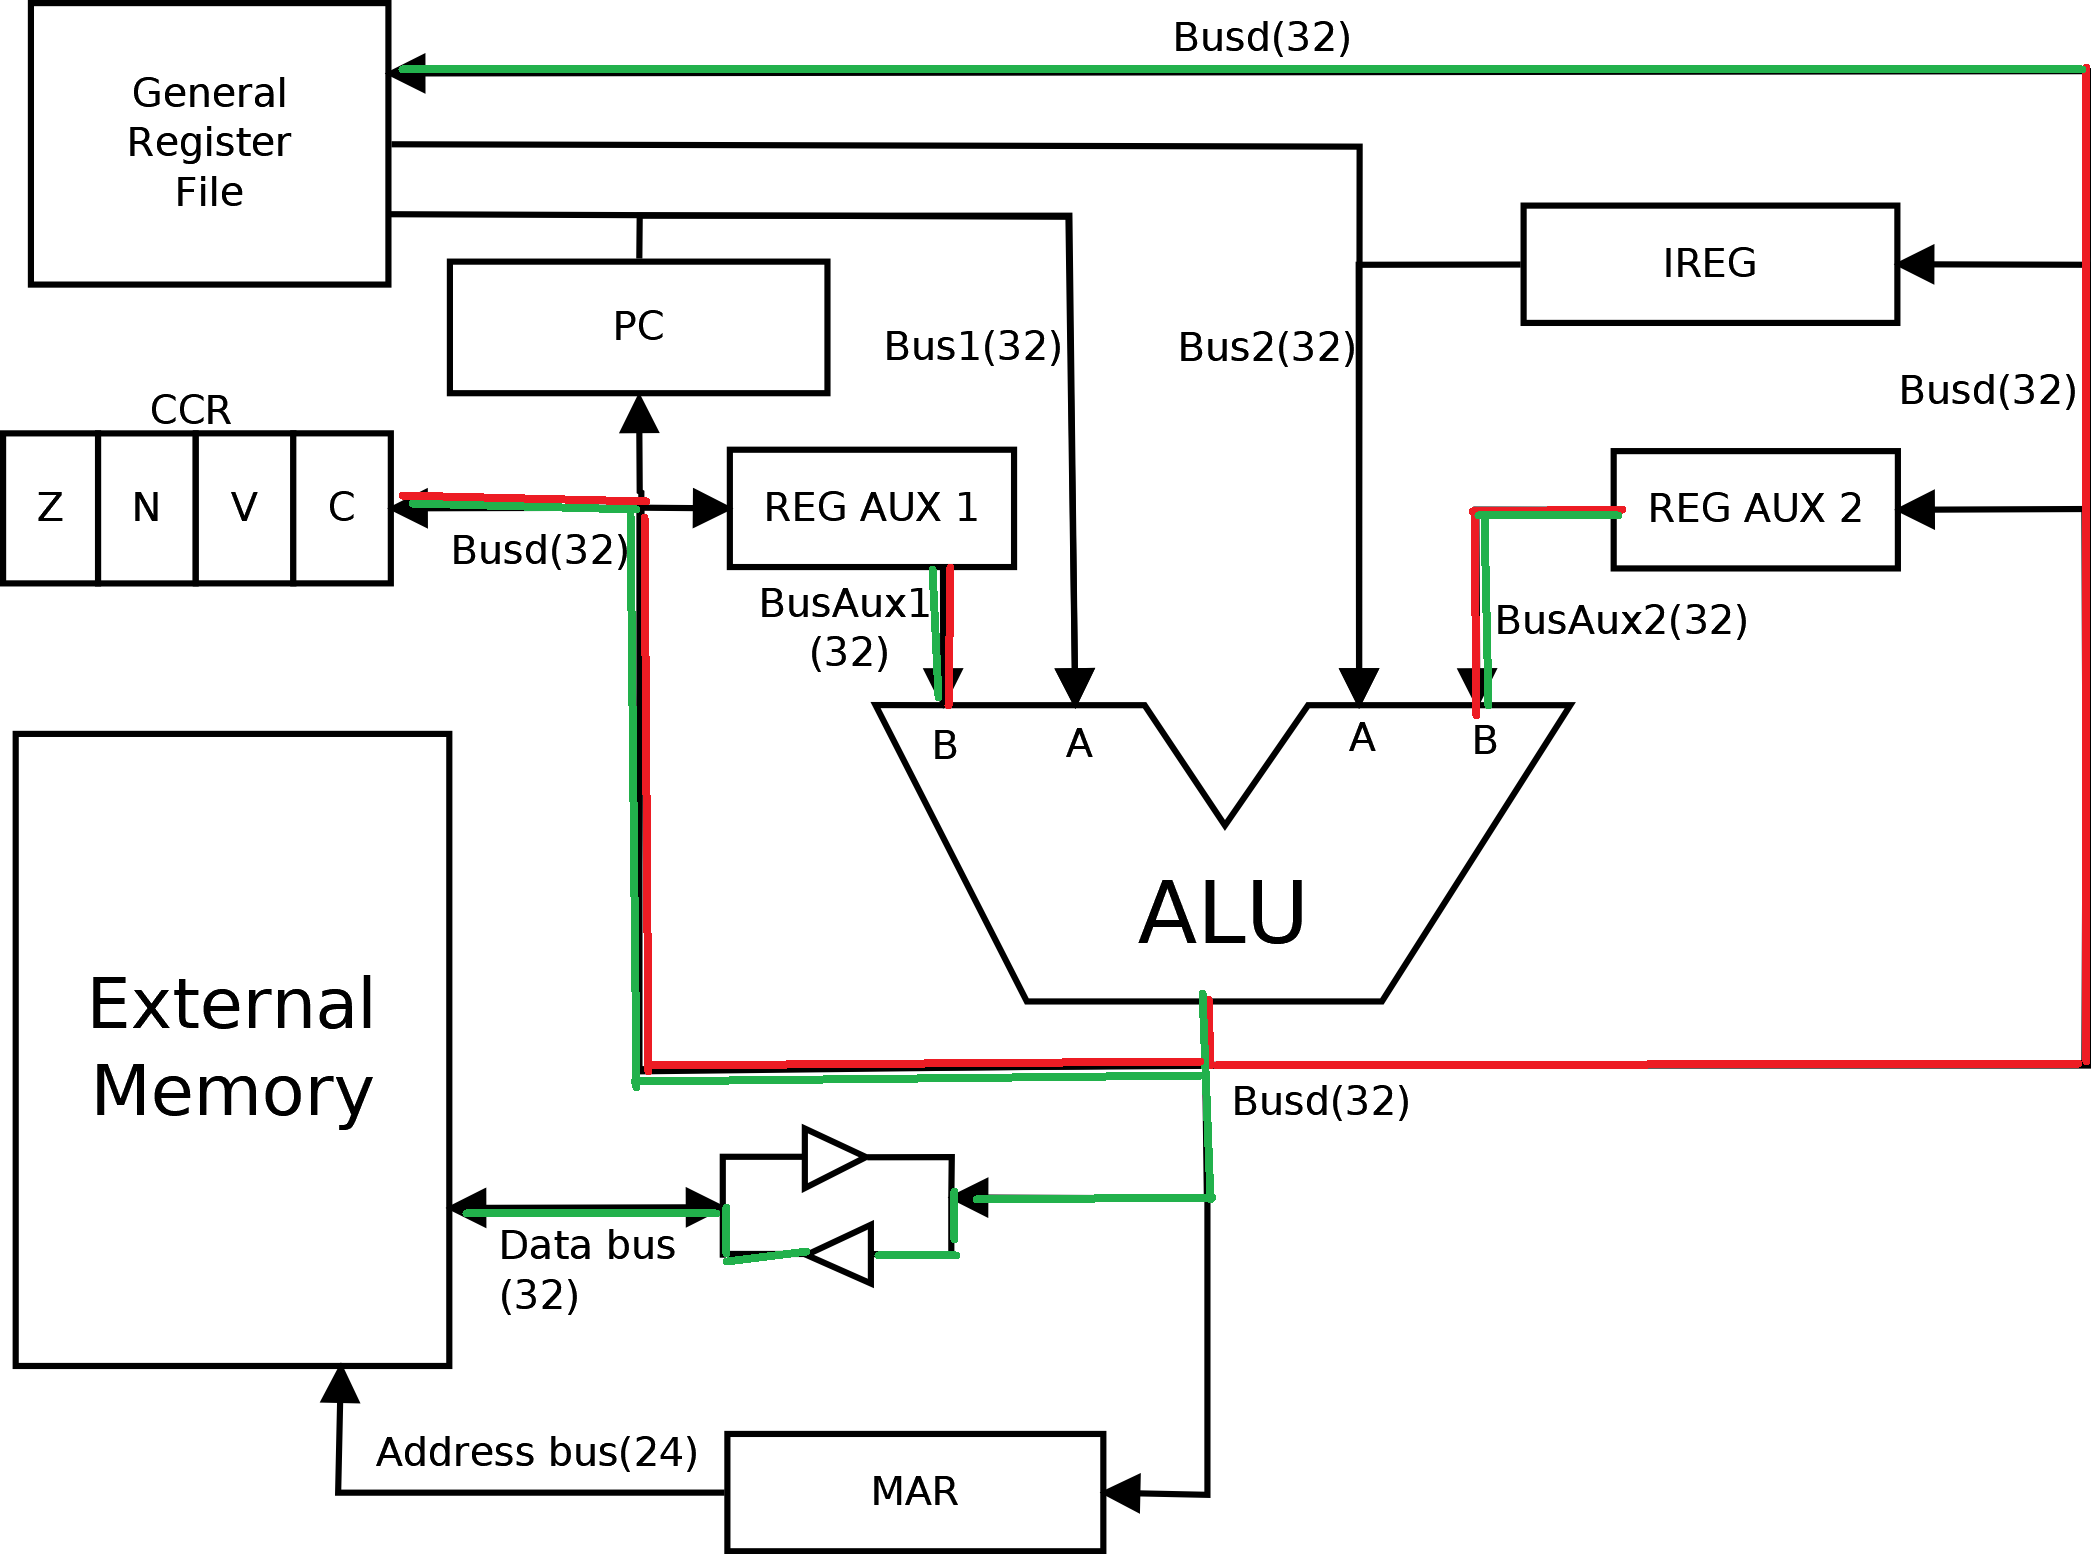 Busd(32)
General
Register
File
IREG
PC
Bus1(32)
Bus2(32)
Busd(32)
CCR
Z N V C
REG AUX 1
REG AUX 2
Busd(32)
BusAux1
(32)
BusAux2(32)
B A A B
ALU
External
Memory
Busd(32)
Data bus
(32)
Address bus(24)
MAR